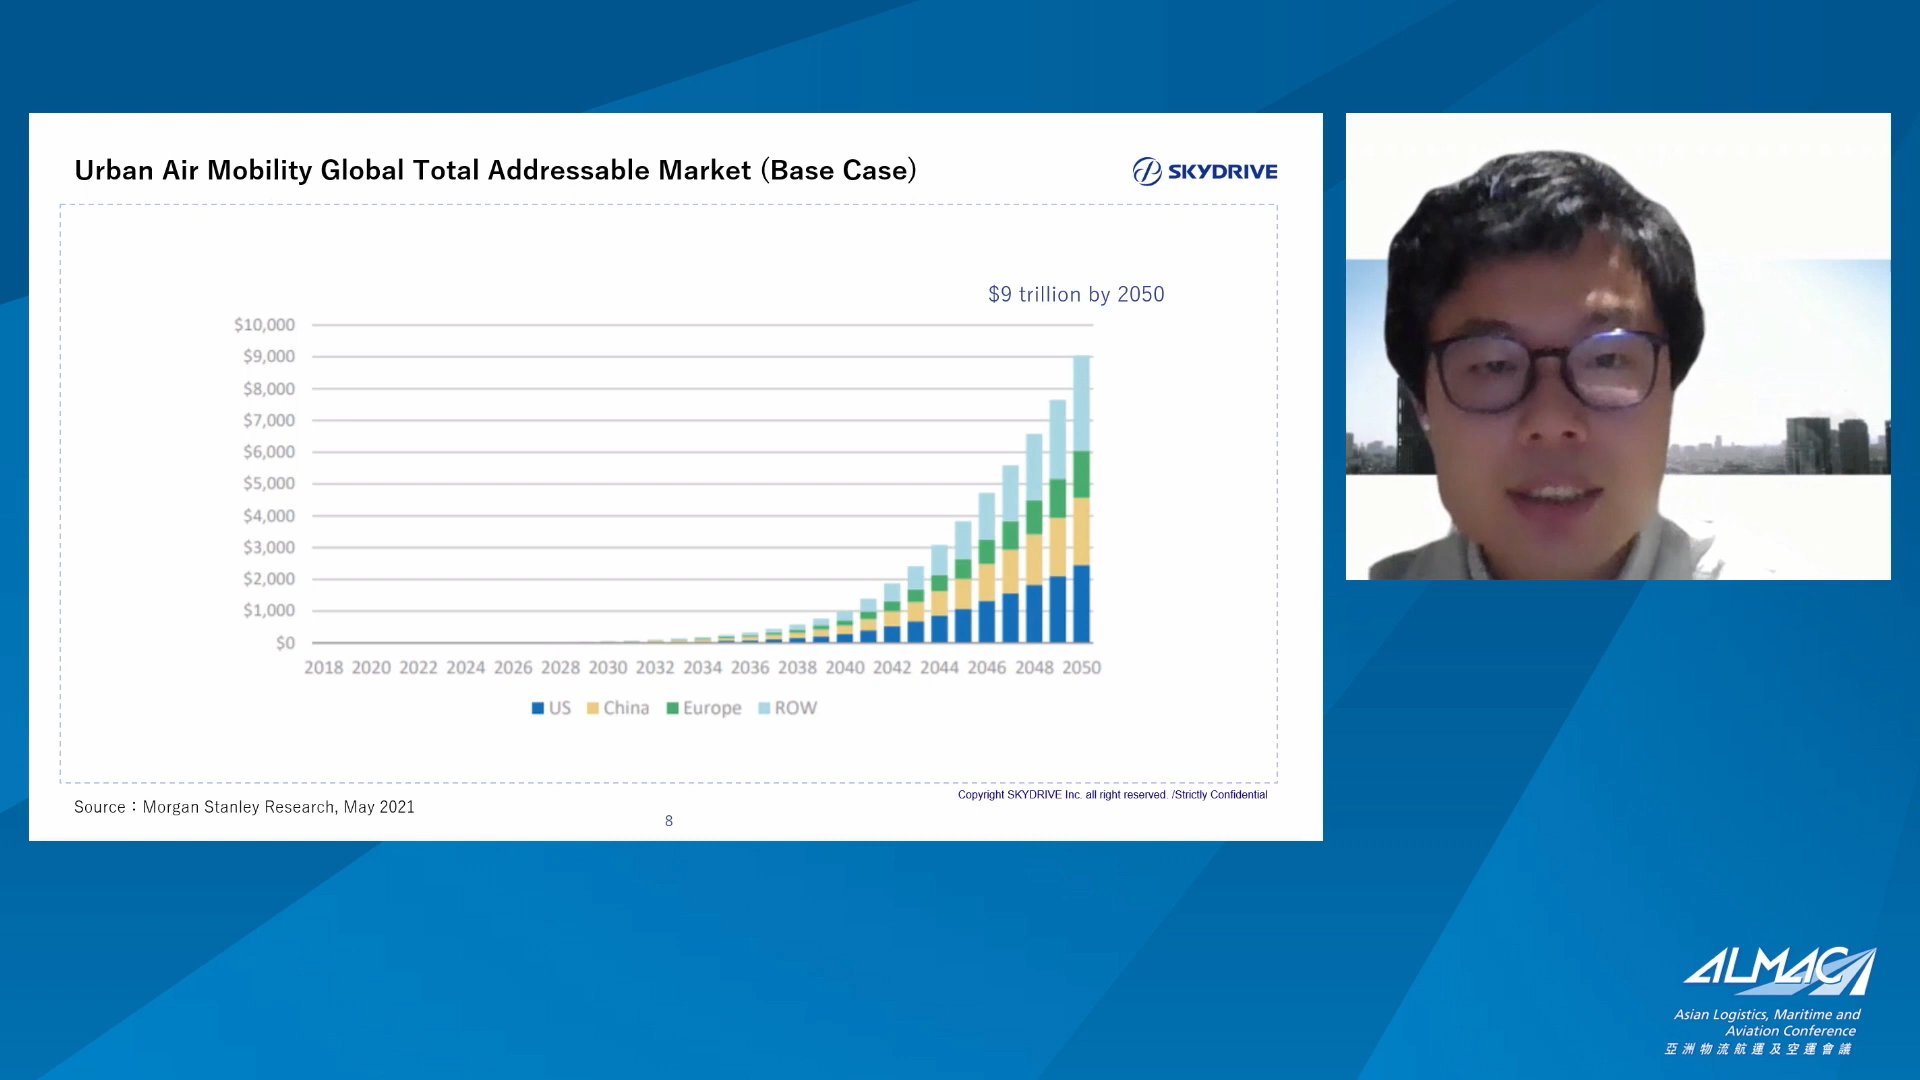 Urban Air Mobility Global Total Addressable Market (Base Case)
SKYDRIVE
$9 trillion by 2050
$10,000
$9,000
$8,000
$7,000
$6,000
$5,000
$4,000
$3,000
$2,000
$1,000
$0
2018 2020 2022 2024 2026 2028 2030 2032 2034 2036 2038 2040 2042 2044 2046 2048 2050
US China Europe ROW
Copyright SKYDRIVE Inc. all right reserved. /Strictly Confidential
Source：Morgan Stanley Research, May 2021
8
ALMAC
Asian Logistics, Maritime and
Aviation Conference
亞洲物流航運及空運會議